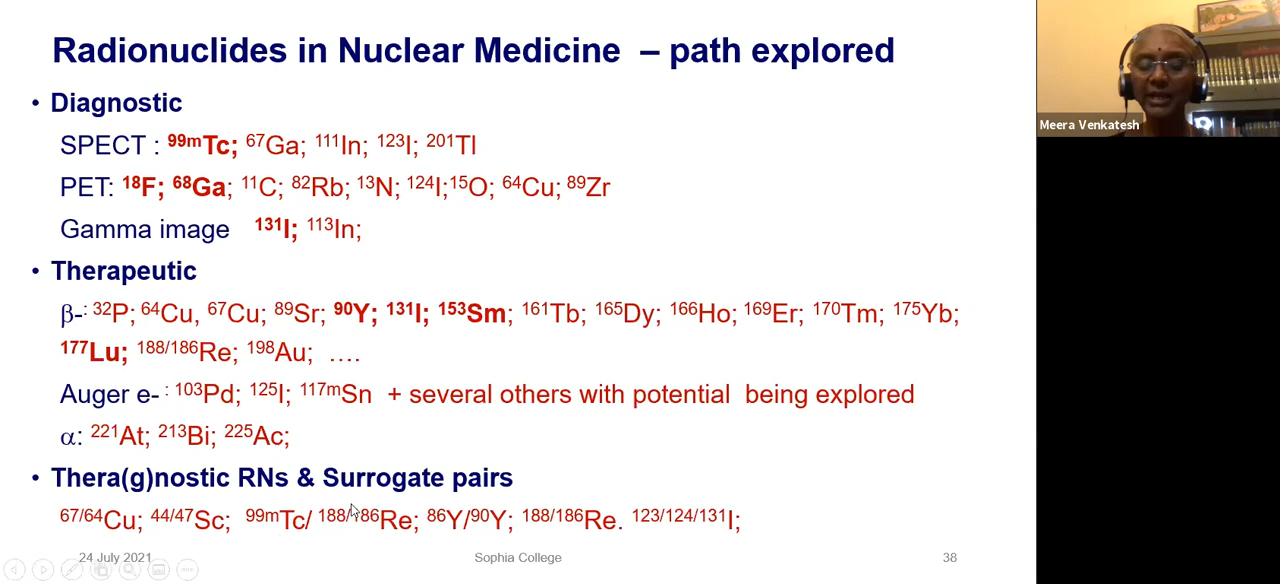 Radionuclides in Nuclear Medicine – path explored
Meera Venkatesh
• Diagnostic
SPECT : 99mTc; 67Ga; 111In; 123I; 201Tl
PET: 18F; 68Ga; 11C; 82Rb; 13N; 124I;15O; 64Cu; 89Zr
Gamma image 131I; 113In;
• Therapeutic
β-: 32P; 64Cu, 67Cu; 89Sr; 90Y; 131I; 153Sm; 161Tb; 165Dy; 166Ho; 169Er; 170Tm; 175Yb;
177Lu; 188/186Re; 198Au; ….
Auger e- : 103Pd; 125I; 117mSn + several others with potential being explored
α: 221At; 213Bi; 225Ac;
• Thera(g)nostic RNs & Surrogate pairs
67/64Cu; 44/47Sc; 99mTc/ 188/186Re; 86Y/90Y; 188/186Re. 123/124/131I;
24 July 2021 Sophia College 38